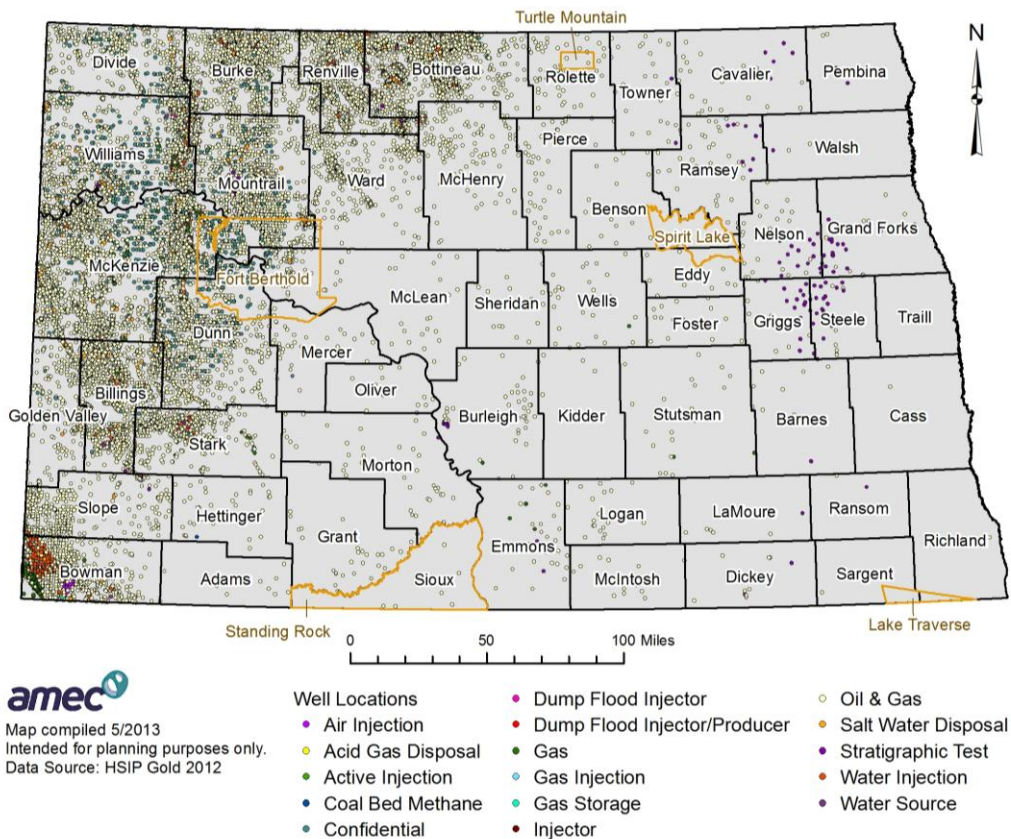 Turtle Mountain
N
Divide
Burke
Renville
Bottineau
Rolette
Towner
Cavalier
Pembina
Williams
Mountrail
Ward
McHenry
Pierce
Ramsey
Walsh
Benson
Spirit Lake
Nelson
Grand Forks
McKenzie
Fort Berthold
McLean
Sheridan
Wells
Eddy
Foster
Griggs
Steele
Traill
Dunn
Mercer
Oliver
Billings
Golden Valley
Stark
Burleigh
Kidder
Stutsman
Barnes
Cass
Morton
Slope
Hettinger
Grant
Emmons
Logan
LaMoure
Ransom
Richland
Bowman
Adams
Sioux
McIntosh
Dickey
Sargent
Standing Rock
Lake Traverse
0 50 100 Miles
amec
Map compiled 5/2013
Intended for planning purposes only.
Data Source: HSIP Gold 2012
Well Locations
Air Injection
Acid Gas Disposal
Active Injection
Coal Bed Methane
Confidential
Dump Flood Injector
Dump Flood Injector/Producer
Gas
Gas Injection
Gas Storage
Injector
Oil & Gas
Salt Water Disposal
Stratigraphic Test
Water Injection
Water Source